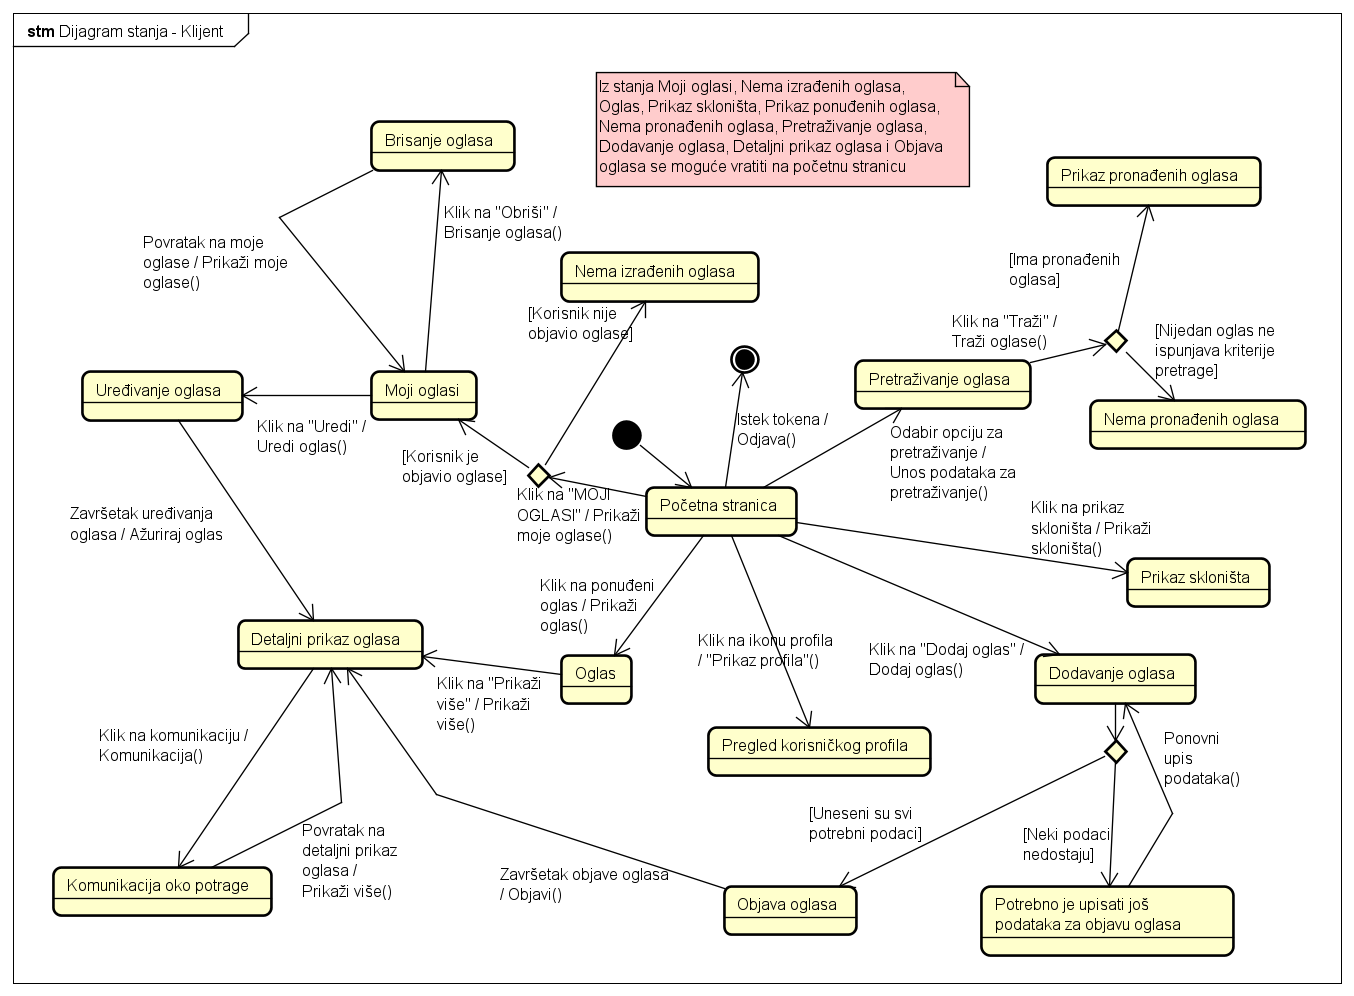 stm Dijagram stanja - Klijent
Iz stanja Moji oglasi, Nema izrađenih oglasa,
Oglas, Prikaz skloništa, Prikaz ponuđenih oglasa,
Nema pronađenih oglasa, Pretraživanje oglasa,
Dodavanje oglasa, Detaljni prikaz oglasa i Objava
oglasa se moguće vratiti na početnu stranicu
Brisanje oglasa
Prikaz pronađenih oglasa
Klik na "Obriši" /
Brisanje oglasa()
Povratak na moje
oglase / Prikaži moje
oglase()
Nema izrađenih oglasa
[Ima pronađenih
oglasa]
[Korisnik nije
objavio oglase]
Klik na "Traži" /
Traži oglase()
[Nijedan oglas ne
ispunjava kriterije
pretrage]
Uređivanje oglasa
Moji oglasi
Pretraživanje oglasa
Nema pronađenih oglasa
Klik na "Uredi" /
Uredi oglas()
Istek tokena /
Odjava()
Odabir opciju za
pretraživanje /
Unos podataka za
pretraživanje()
[Korisnik je
objavio oglase]
Klik na "MOJI
OGLASI" / Prikaži
moje oglase()
Početna stranica
Završetak uređivanja
oglasa / Ažuriraj oglas
Klik na prikaz
skloništa / Prikaži
skloništa()
Prikaz skloništa
Klik na ponuđeni
oglas / Prikaži
oglas()
Detaljni prikaz oglasa
Klik na ikonu profila
/ "Prikaz profila"()
Klik na "Dodaj oglas" /
Dodaj oglas()
Oglas
Dodavanje oglasa
Klik na "Prikaži
više" / Prikaži
više()
Klik na komunikaciju /
Komunikacija()
Pregled korisničkog profila
Ponovni
upis
podataka()
[Uneseni su svi
potrebni podaci]
[Neki podaci
nedostaju]
Povratak na
detaljni prikaz
oglasa /
Prikaži više()
Završetak objave oglasa
/ Objavi()
Komunikacija oko potrage
Objava oglasa
Potrebno je upisati još
podataka za objavu oglasa